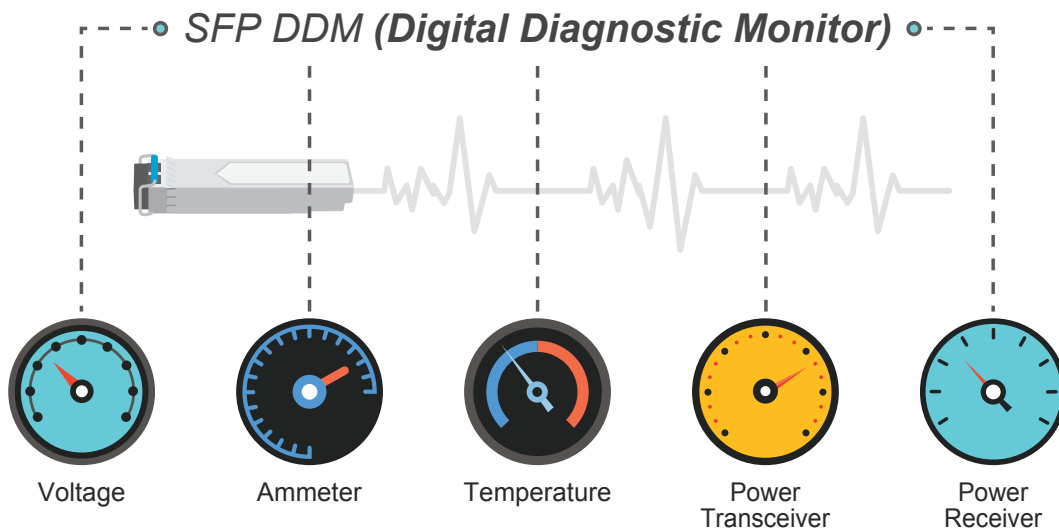 SFP DDM (Digital Diagnostic Monitor)
Voltage
Ammeter
Temperature
Power
Transceiver
Power
Receiver